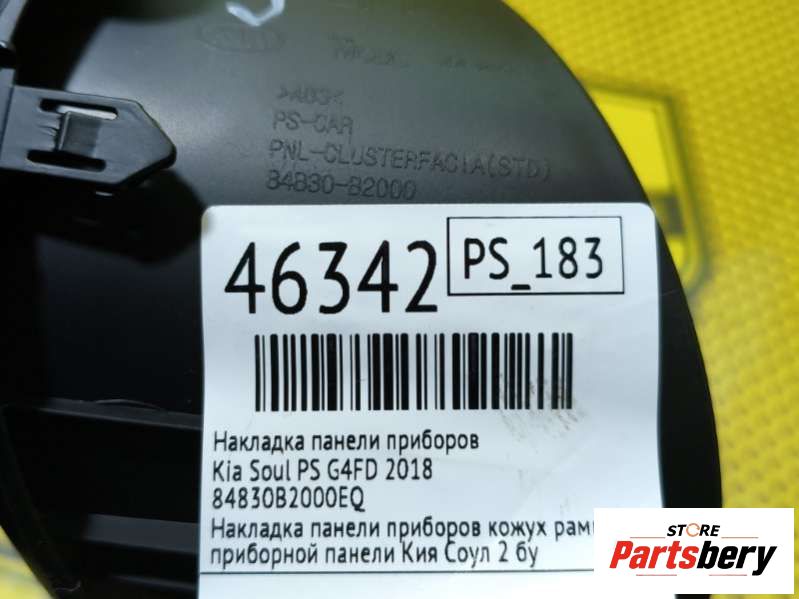 >ABS<
PS-CAR
PNL-CLUSTERFACIA(STD)
84830-B2000
46342
PS_183
Накладка панели приборов
Kia Soul PS G4FD 2018
84830B2000EQ
Накладка панели приборов кожух
приборной панели Кия Соул 2 бу
STORE
Partsbery